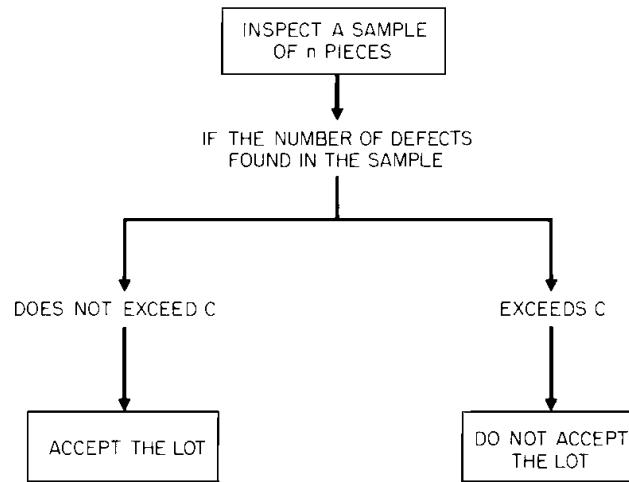 INSPECT A SAMPLE
OF n PIECES
IF THE NUMBER OF DEFECTS
FOUND IN THE SAMPLE
DOES NOT EXCEED C
EXCEEDS C
ACCEPT THE LOT
DO NOT ACCEPT
THE LOT